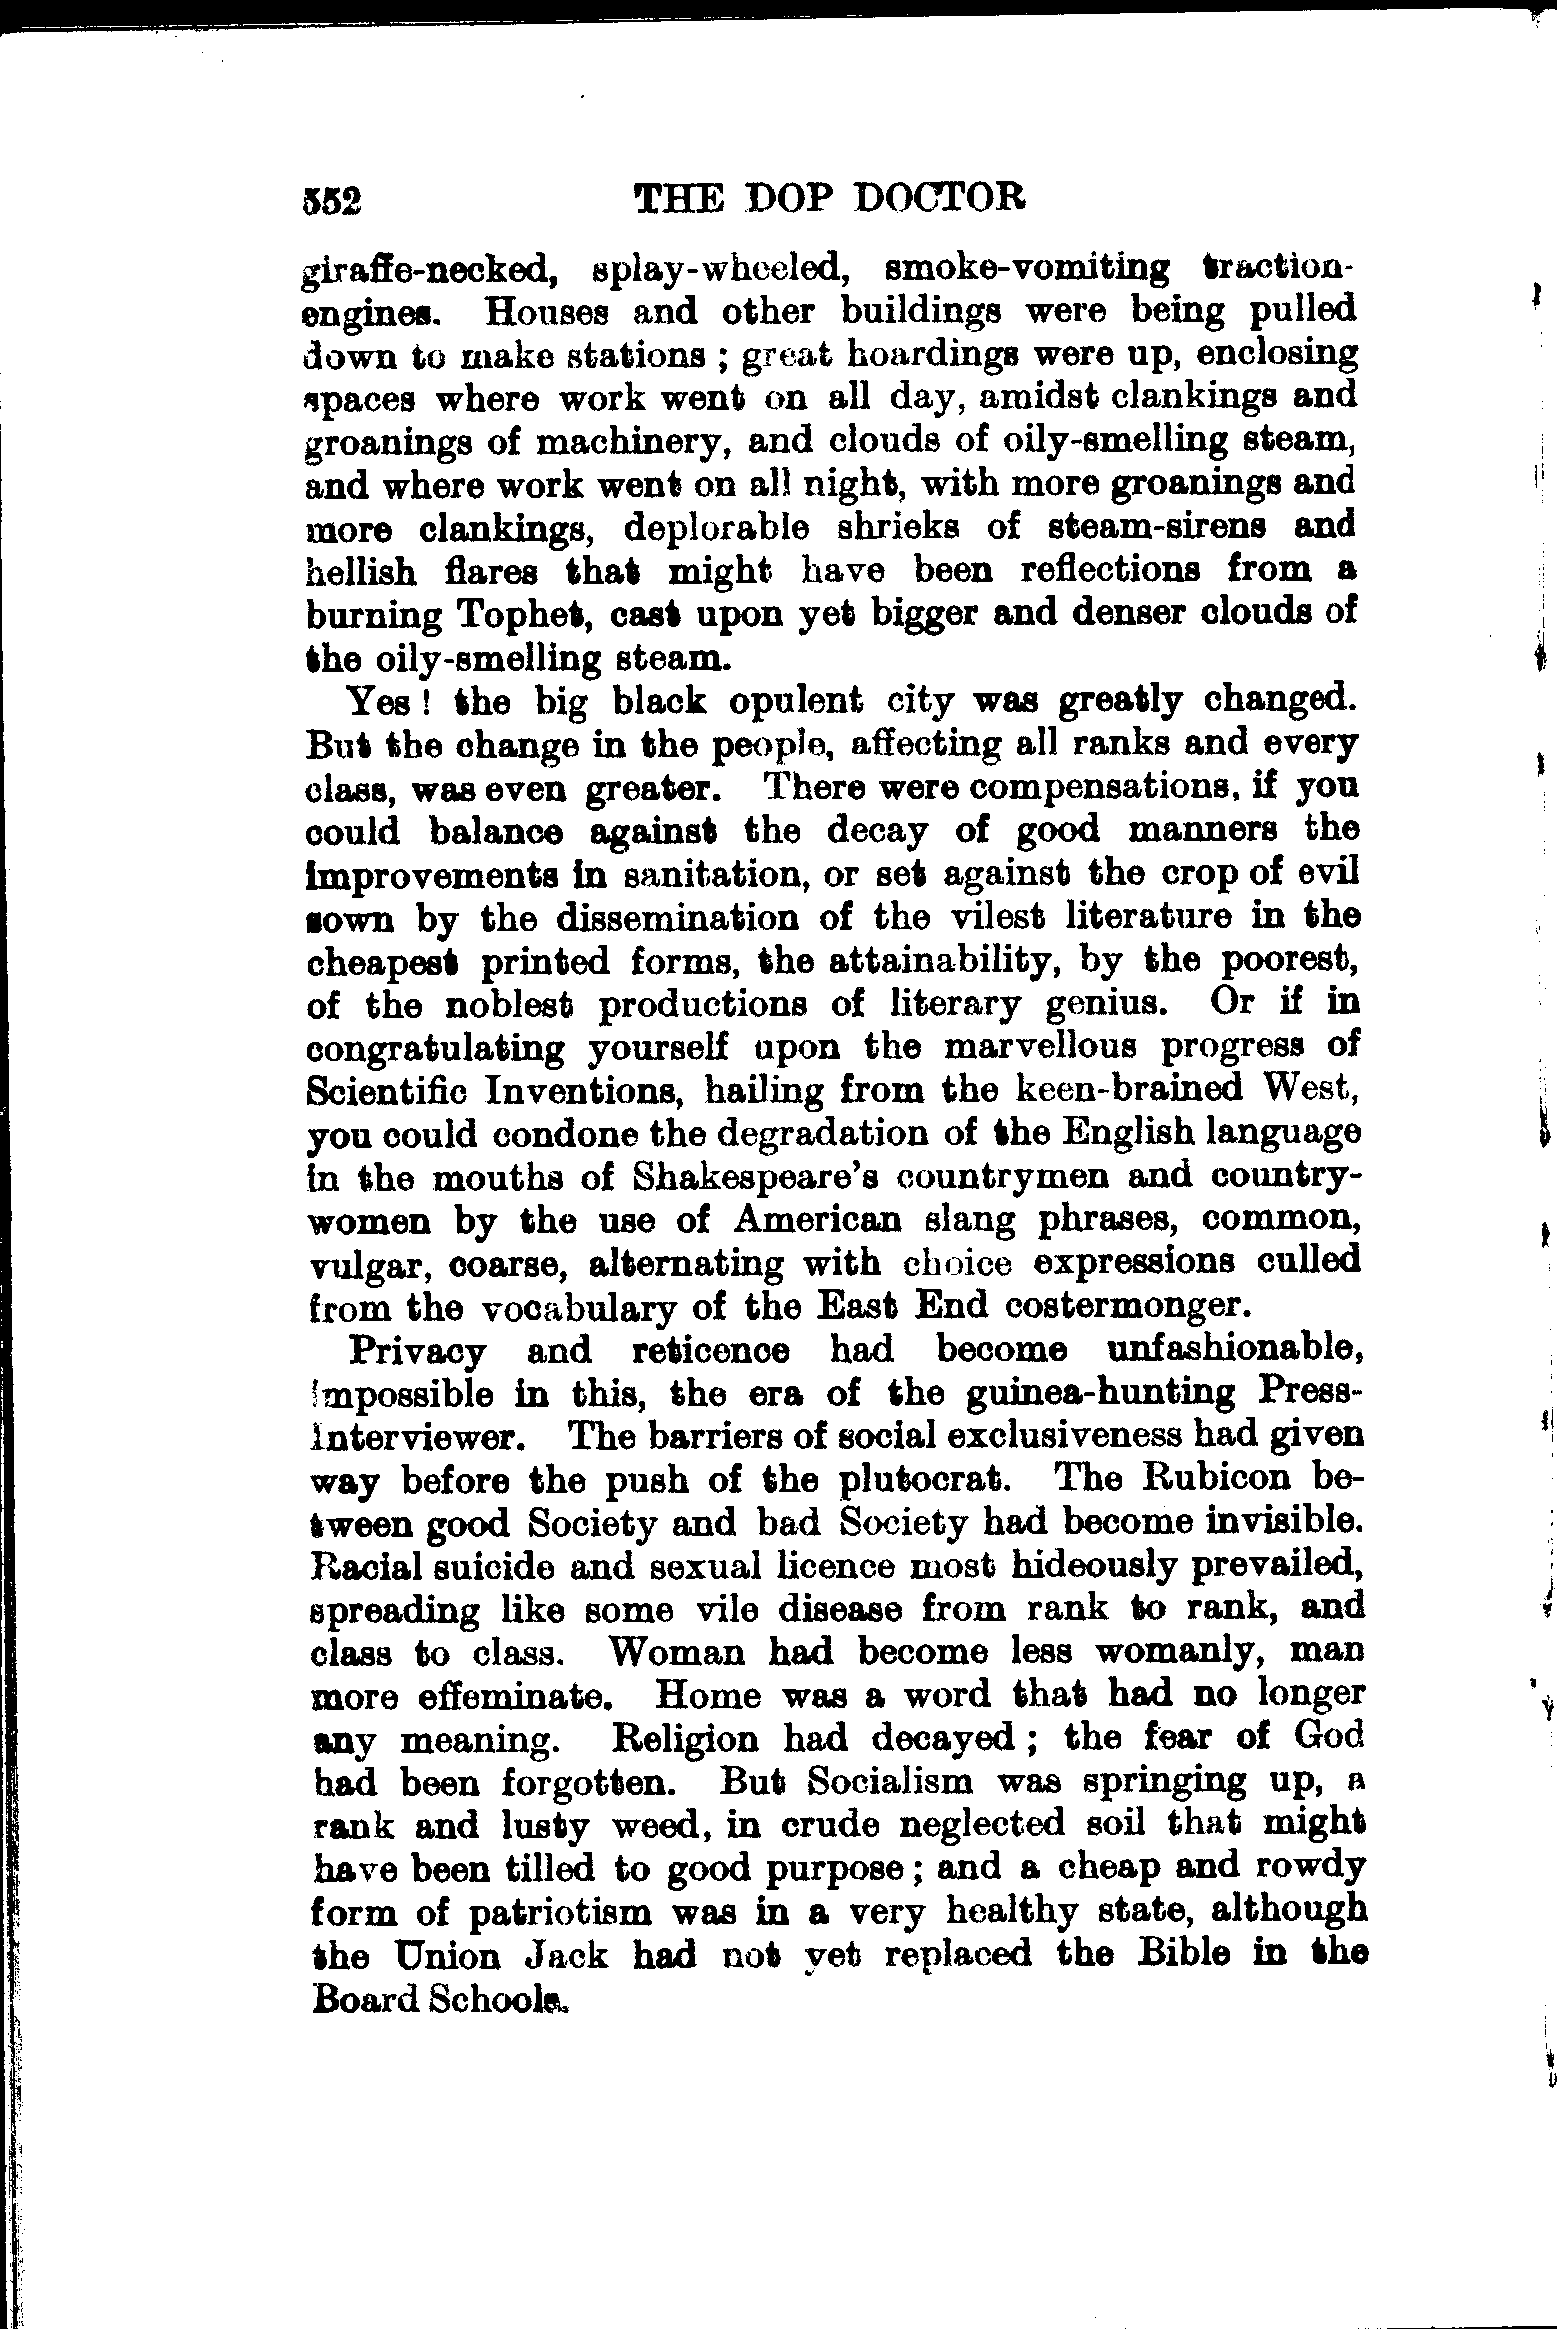 552 THE DOP DOCTOR
giraffe-necked, splay-wheeled, smoke-vomiting traction-
engines. Houses and other buildings were being pulled
down to make stations ; great hoardings were up, enclosing
spaces where work went on all day, amidst clankings and
groanings of machinery, and clouds of oily-smelling steam,
and where work went on all night, with more groanings and
more clankings, deplorable shrieks of steam-sirens and
hellish flares that might have been reflections from a
burning Tophet, cast upon yet bigger and denser clouds of
the oily-smelling steam.
Yes ! the big black opulent city was greatly changed.
But the change in the people, affecting all ranks and every
class, was even greater. There were compensations, if you
could balance against the decay of good manners the
improvements in sanitation, or set against the crop of evil
sown by the dissemination of the vilest literature in the
cheapest printed forms, the attainability, by the poorest,
of the noblest productions of literary genius. Or if in
congratulating yourself upon the marvellous progress of
Scientific Inventions, hailing from the keen-brained West,
you could condone the degradation of the English language
in the mouths of Shakespeare's countrymen and country-
women by the use of American slang phrases, common,
vulgar, coarse, alternating with choice expressions culled
from the vocabulary of the East End costermonger.
Privacy and reticence had become unfashionable,
impossible in this, the era of the guinea-hunting Press-
interviewer. The barriers of social exclusiveness had given
way before the push of the plutocrat. The Rubicon be-
tween good Society and bad Society had become invisible.
Racial suicide and sexual licence most hideously prevailed,
spreading like some vile disease from rank to rank, and
class to class. Woman had become less womanly, man
more effeminate. Home was a word that had no longer
any meaning. Religion had decayed ; the fear of God
had been forgotten. But Socialism was springing up, a
rank and lusty weed, in crude neglected soil that might
have been tilled to good purpose ; and a cheap and rowdy
form of patriotism was in a very healthy state, although
the Union Jack had not yet replaced the Bible in the
Board Schools.